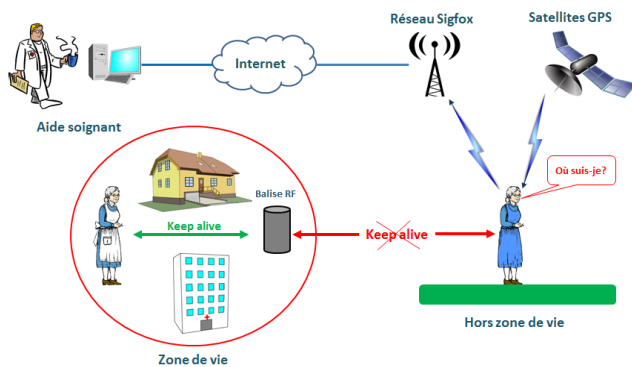 Réseau Sigfox
Satellites GPS
Internet
Aide soignant
Où suis-je?
Balise RF
Keep alive
Keep alive
Hors zone de vie
Zone de vie